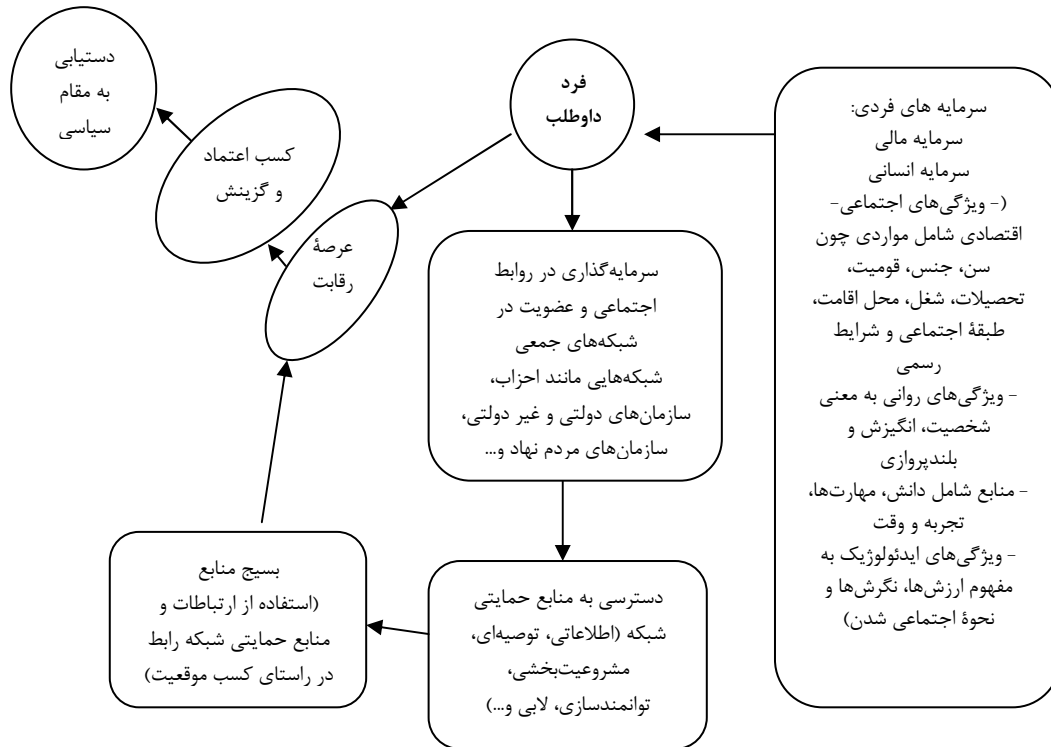 سرمایه های فردی:
سرمایه مالی
سرمایه انسانی
(- ویژگی‌های اجتماعی-
اقتصادی شامل مواردی چون
سن، جنس، قومیت،
تحصیلات، شغل، محل اقامت،
طبقهٔ اجتماعی و شرایط
رسمی
- ویژگی‌های روانی به معنی
شخصیت، انگیزش و
بلندپروازی
- منابع شامل دانش، مهارت‌ها،
تجربه و وقت
- ویژگی‌های ایدئولوژیک به
مفهوم ارزش‌ها، نگرش‌ها و
نحوهٔ اجتماعی شدن)
فرد
داوطلب
سرمایه‌گذاری در روابط
اجتماعی و عضویت در
شبکه‌های جمعی
شبکه‌هایی مانند احزاب،
سازمان‌های دولتی و غیر دولتی،
سازمان‌های مردم نهاد و...
دسترسی به منابع حمایتی
شبکه (اطلاعاتی، توصیه‌ای،
مشروعیت‌بخشی،
توانمندسازی، لابی و...)
بسیج منابع
(استفاده از ارتباطات و
منابع حمایتی شبکه رابط
در راستای کسب موقعیت)
عرصهٔ
رقابت
کسب اعتماد
و گزینش
دستیابی
به مقام
سیاسی